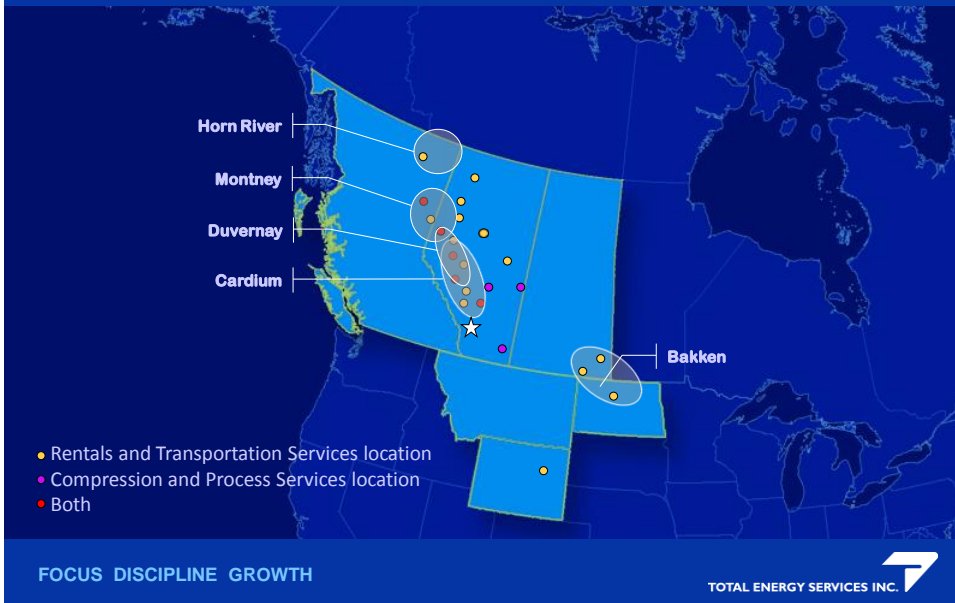 Horn River
Montney
Duvernay
Cardium
Bakken
Rentals and Transportation Services location
Compression and Process Services location
Both
FOCUS DISCIPLINE GROWTH
TOTAL ENERGY SERVICES INC.